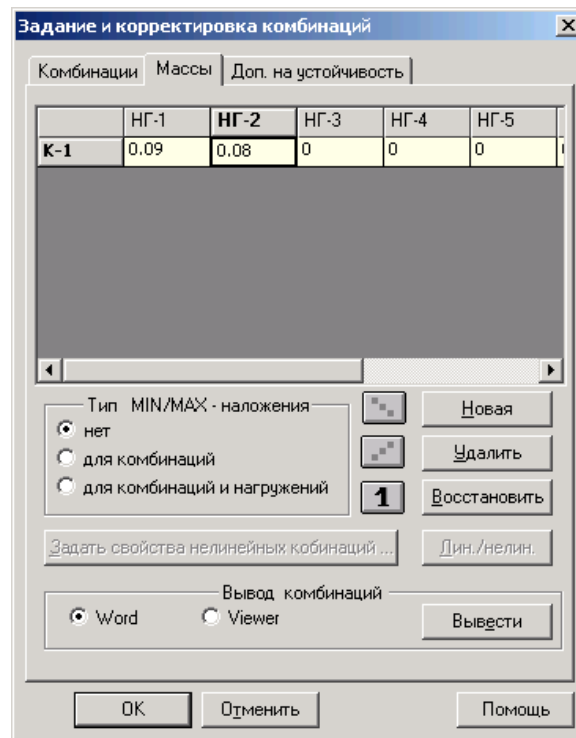 Задание и корректировка комбинаций
Комбинации Массы Доп. на устойчивость
НГ-1 НГ-2 НГ-3 НГ-4 НГ-5
К-1 0.09 0.08 0 0 0
Тип MIN/MAX - наложения
нет
для комбинаций
для комбинаций и нагружений
Новая
Удалить
1 Восстановить
Задать свойства нелинейных кобинаций ... Лин./нелин.
Вывод комбинаций
Word Viewer Вывести
OK Отменить Помощь